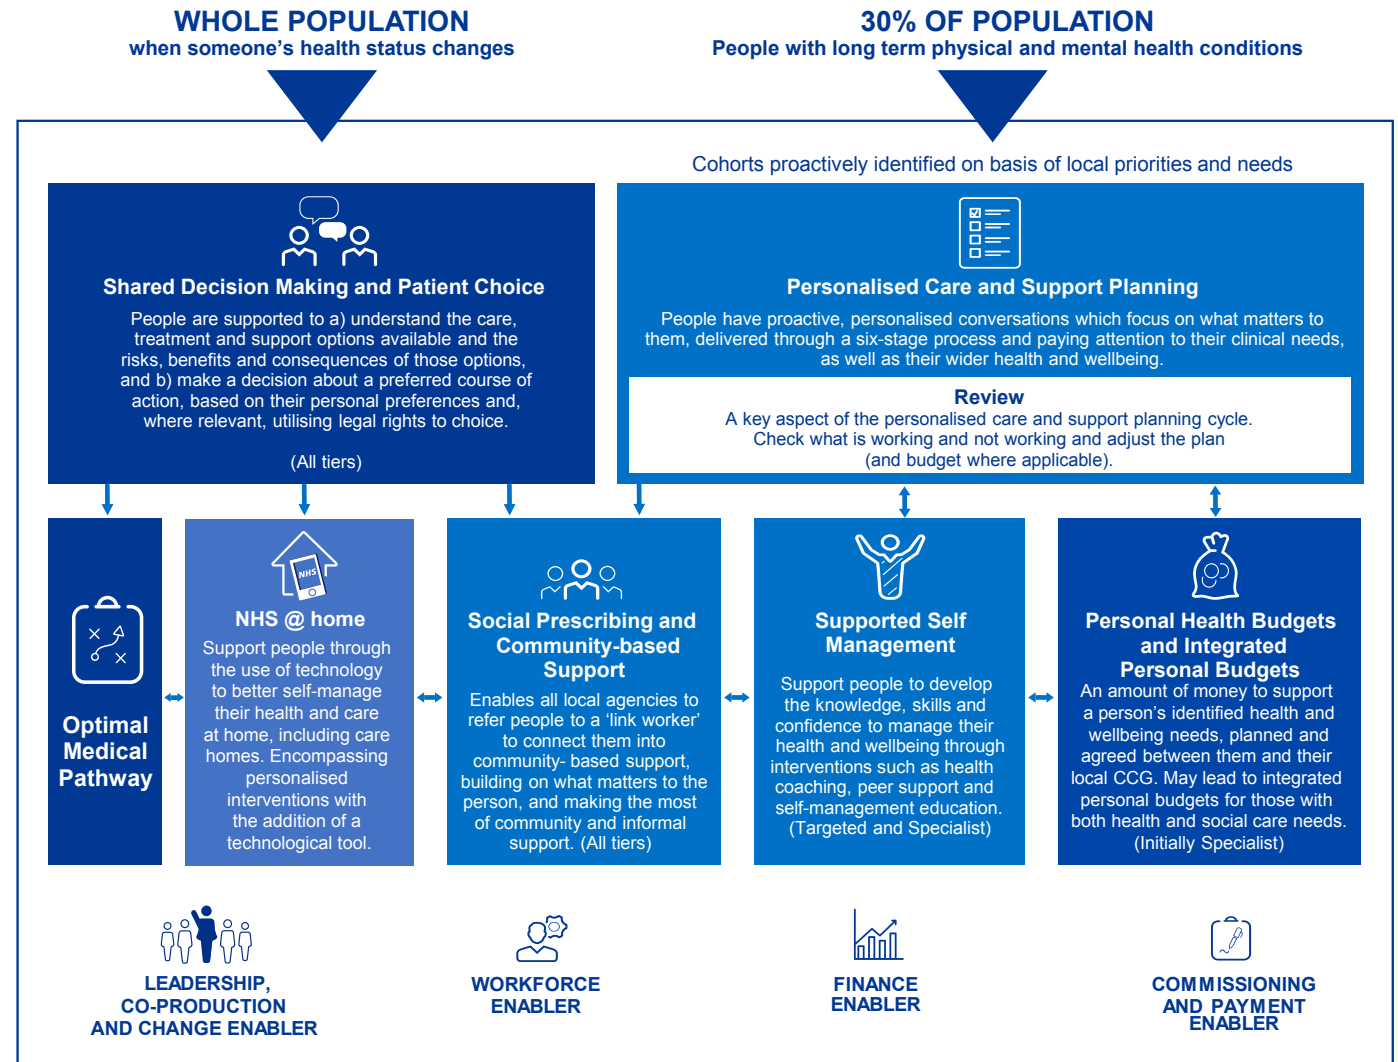 WHOLE POPULATION
when someone's health status changes
30% OF POPULATION
People with long term physical and mental health conditions
Cohorts proactively identified on basis of local priorities and needs
Shared Decision Making and Patient Choice
People are supported to a) understand the care,
treatment and support options available and the
risks, benefits and consequences of those options,
and b) make a decision about a preferred course of
action, based on their personal preferences and,
where relevant, utilising legal rights to choice.
(All tiers)
Personalised Care and Support Planning
People have proactive, personalised conversations which focus on what matters to
them, delivered through a six-stage process and paying attention to their clinical needs,
as well as their wider health and wellbeing.
Review
A key aspect of the personalised care and support planning cycle.
Check what is working and not working and adjust the plan
(and budget where applicable).
Optimal
Medical
Pathway
NHS
NHS @ home
Support people through
the use of technology
to better self-manage
their health and care
at home, including care
homes. Encompassing
personalised
interventions with
the addition of a
technological tool.
Social Prescribing and
Community-based
Support
Enables all local agencies to
refer people to a ‘link worker’
to connect them into
community- based support,
building on what matters to the
person, and making the most
of community and informal
support. (All tiers)
Supported Self
Management
Support people to develop
the knowledge, skills and
confidence to manage their
health and wellbeing through
interventions such as health
coaching, peer support and
self-management education.
(Targeted and Specialist)
Personal Health Budgets
and Integrated
Personal Budgets
An amount of money to support
a person's identified health and
wellbeing needs, planned and
agreed between them and their
local CCG. May lead to integrated
personal budgets for those with
both health and social care needs.
(Initially Specialist)
LEADERSHIP,
CO-PRODUCTION
AND CHANGE ENABLER
WORKFORCE
ENABLER
FINANCE
ENABLER
COMMISSIONING
AND PAYMENT
ENABLER